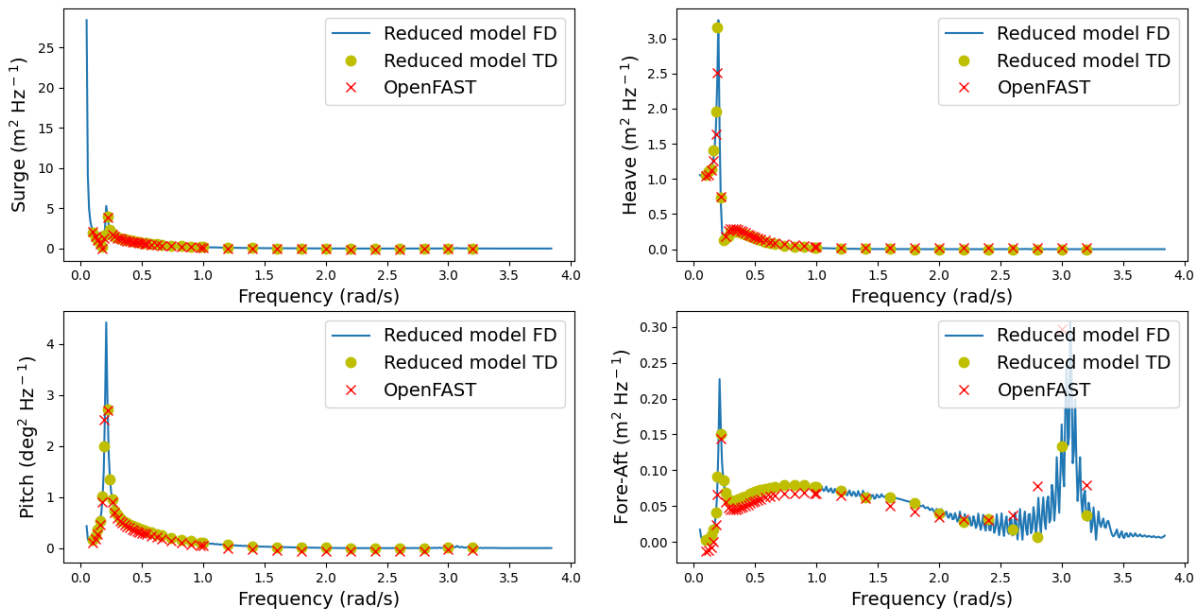 Surge (m² Hz⁻¹)
25
20
15
10
5
0
Reduced model FD
Reduced model TD
OpenFAST
0.0 0.5 1.0 1.5 2.0 2.5 3.0 3.5 4.0
Frequency (rad/s)
Heave (m² Hz⁻¹)
3.0
2.5
2.0
1.5
1.0
0.5
0.0
Reduced model FD
Reduced model TD
OpenFAST
0.0 0.5 1.0 1.5 2.0 2.5 3.0 3.5 4.0
Frequency (rad/s)
Pitch (deg² Hz⁻¹)
4
3
2
1
0
Reduced model FD
Reduced model TD
OpenFAST
0.0 0.5 1.0 1.5 2.0 2.5 3.0 3.5 4.0
Frequency (rad/s)
Fore-Aft (m² Hz⁻¹)
0.30
0.25
0.20
0.15
0.10
0.05
0.00
Reduced model FD
Reduced model TD
OpenFAST
0.0 0.5 1.0 1.5 2.0 2.5 3.0 3.5 4.0
Frequency (rad/s)